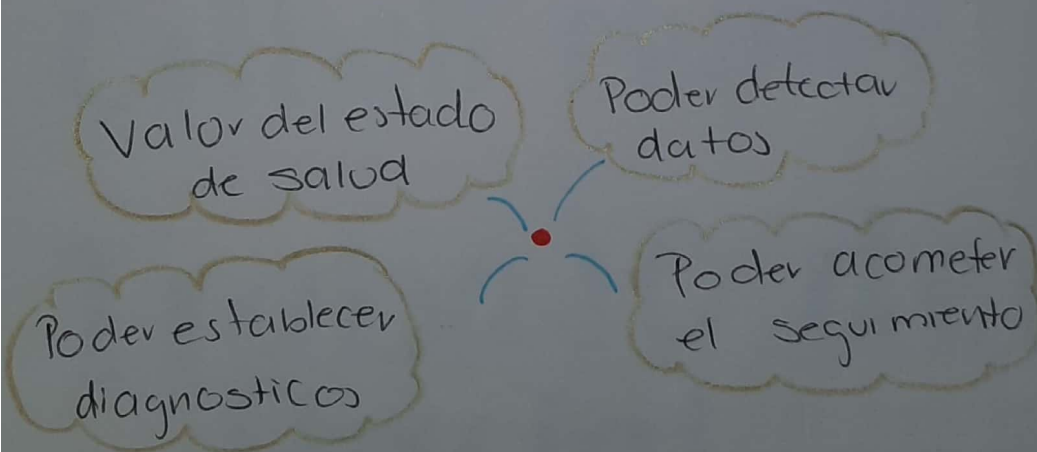 Valor del estado
de salud
Poder detectar
datos
Poder establecer
diagnosticos
Poder acometer
el seguimiento